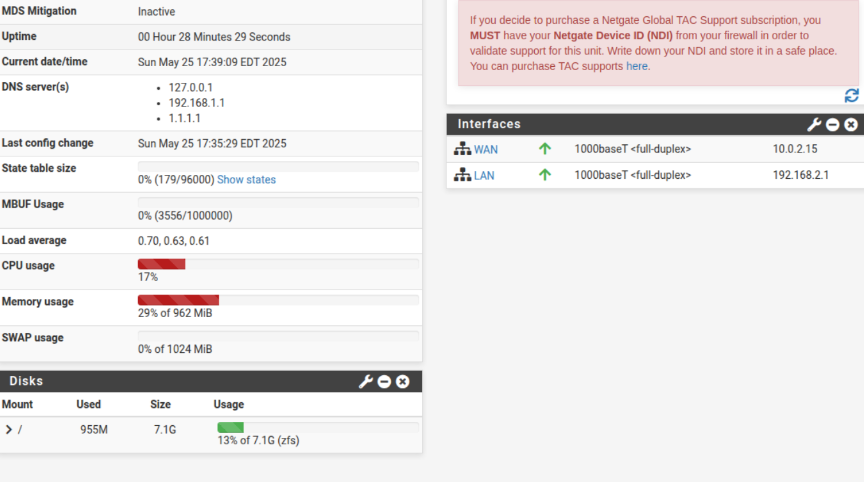 MDS Mitigation Inactive
Uptime 00 Hour 28 Minutes 29 Seconds
Current date/time Sun May 25 17:39:09 EDT 2025
DNS server(s)
• 127.0.0.1
• 192.168.1.1
• 1.1.1.1
Last config change Sun May 25 17:35:29 EDT 2025
State table size
0% (179/96000) Show states
MBUF Usage
0% (3556/1000000)
Load average 0.70, 0.63, 0.61
CPU usage
17%
Memory usage
29% of 962 MiB
SWAP usage
0% of 1024 MiB
Disks
Mount Used Size Usage
/ 955M 7.1G
13% of 7.1G (zfs)
If you decide to purchase a Netgate Global TAC Support subscription, you
MUST have your Netgate Device ID (NDI) from your firewall in order to
validate support for this unit. Write down your NDI and store it in a safe place.
You can purchase TAC supports here.
Interfaces
WAN 1000baseT <full-duplex> 10.0.2.15
LAN 1000baseT <full-duplex> 192.168.2.1